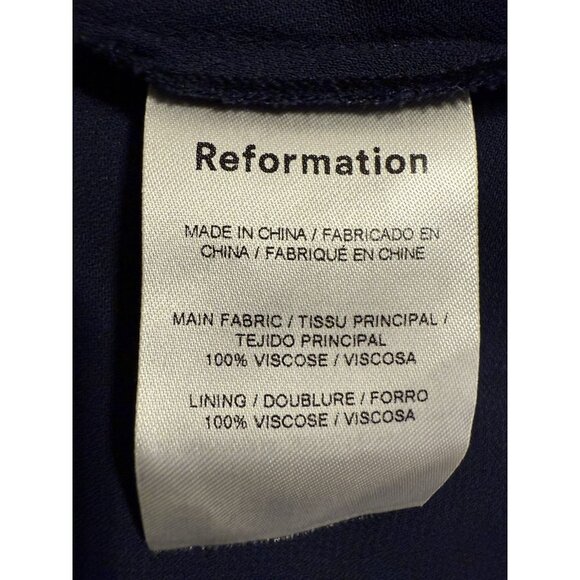 Reformation
MADE IN CHINA / FABRICADO EN
CHINA / FABRIQUÉ EN CHINE
MAIN FABRIC / TISSU PRINCIPAL /
TEJIDO PRINCIPAL
100% VISCOSE / VISCOSA
LINING / DOUBLURE / FORRO
100% VISCOSE / VISCOSA